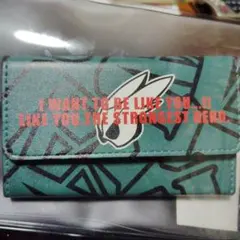 I WANT TO BE LIKE YOU...!!
LIKE YOU THE STRONGEST HERO.